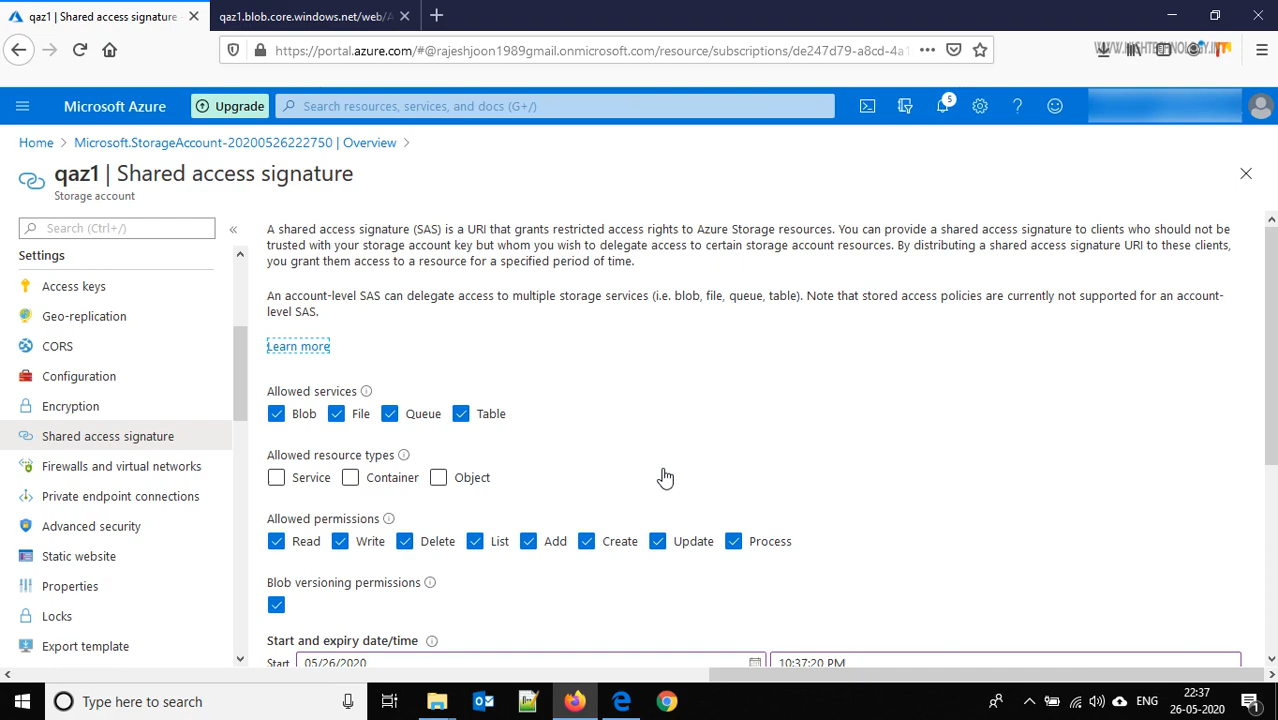 qaz1 | Shared access signature
qaz1.blob.core.windows.net/web/
https://portal.azure.com/#@rajeshjoon1989gmail.onmicrosoft.com/resource/subscriptions/de247d79-a8cd-4a1
Microsoft Azure
Upgrade
Search resources, services, and docs (G+/)
5
Home
Microsoft.StorageAccount-20200526222750 | Overview
qaz1 | Shared access signature
Storage account
Search (Ctrl+/)
Settings
Access keys
Geo-replication
CORS
Configuration
Encryption
Shared access signature
Firewalls and virtual networks
Private endpoint connections
Advanced security
Static website
Properties
Locks
Export template
A shared access signature (SAS) is a URI that grants restricted access rights to Azure Storage resources. You can provide a shared access signature to clients who should not be
trusted with your storage account key but whom you wish to delegate access to certain storage account resources. By distributing a shared access signature URI to these clients,
you grant them access to a resource for a specified period of time.
An account-level SAS can delegate access to multiple storage services (i.e. blob, file, queue, table). Note that stored access policies are currently not supported for an account-
level SAS.
Learn more
Allowed services
Blob File Queue Table
Allowed resource types
Service Container Object
Allowed permissions
Read Write Delete List Add Create Update Process
Blob versioning permissions
Start and expiry date/time
Start 05/26/2020 10:37:20 PM
Type here to search
ENG
22:37
26-05-2020
1